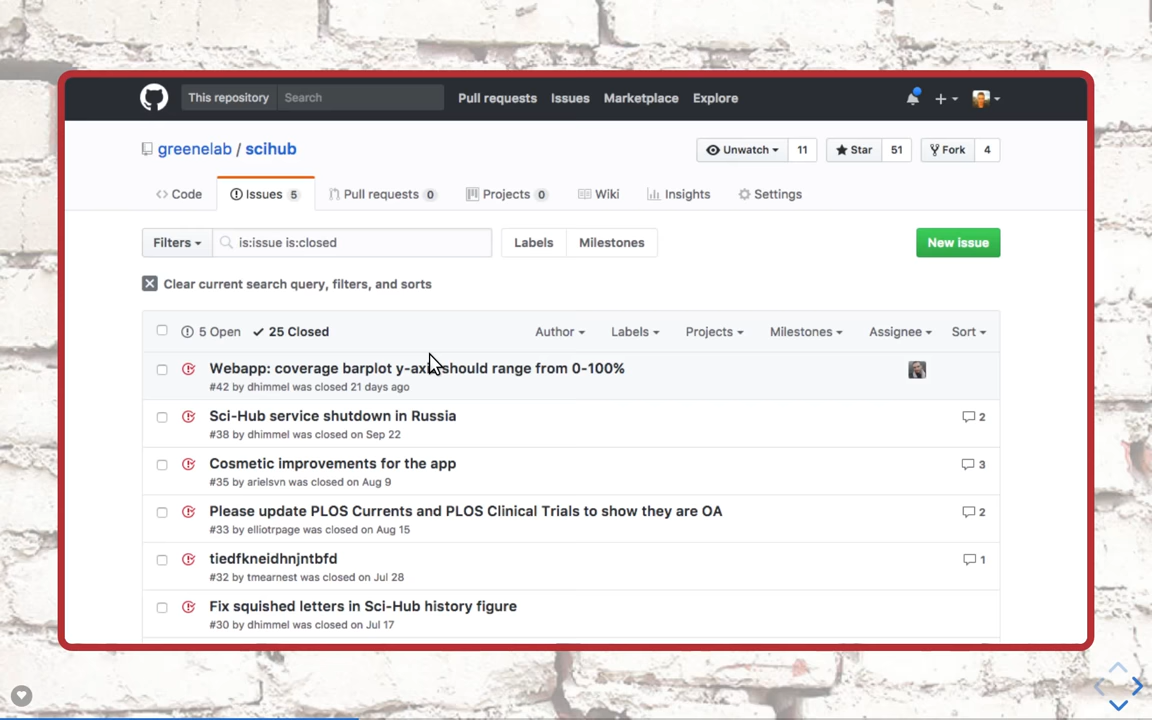 This repository Search Pull requests Issues Marketplace Explore
greenelab / scihub Unwatch 11 Star 51 Fork 4
Code Issues 5 Pull requests 0 Projects 0 Wiki Insights Settings
Filters is:issue is:closed Labels Milestones New issue
Clear current search query, filters, and sorts
5 Open 25 Closed Author Labels Projects Milestones Assignee Sort
Webapp: coverage barplot y-axis should range from 0-100%
#42 by dhimmel was closed 21 days ago
Sci-Hub service shutdown in Russia 2
#38 by dhimmel was closed on Sep 22
Cosmetic improvements for the app 3
#35 by arielsvn was closed on Aug 9
Please update PLOS Currents and PLOS Clinical Trials to show they are OA 2
#33 by elliotrpage was closed on Aug 15
tiedfkneidhnjntbfd 1
#32 by tmearnest was closed on Jul 28
Fix squished letters in Sci-Hub history figure
#30 by dhimmel was closed on Jul 17